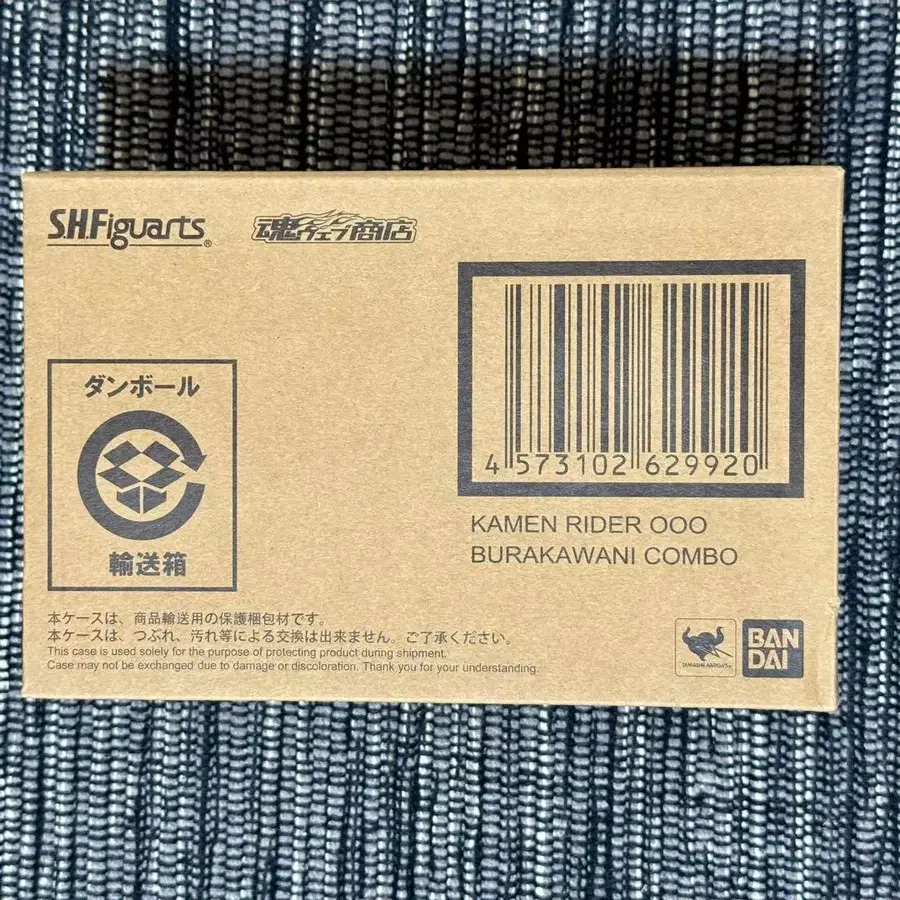 S.H.Figuarts®
魂ウェブ商店
4 573102 629920
KAMEN RIDER OOO
BURAKAWANI COMBO
ダンボール
輸送箱
本ケースは、商品輸送用の保護梱包材です。
本ケースは、つぶれ、汚れ等による交換は出来ません。ご了承ください。
This case is used solely for the purpose of protecting product during shipment.
Case may not be exchanged due to damage or discoloration. Thank you for your understanding.
TAMASHII NATIONS
BAN
DAI